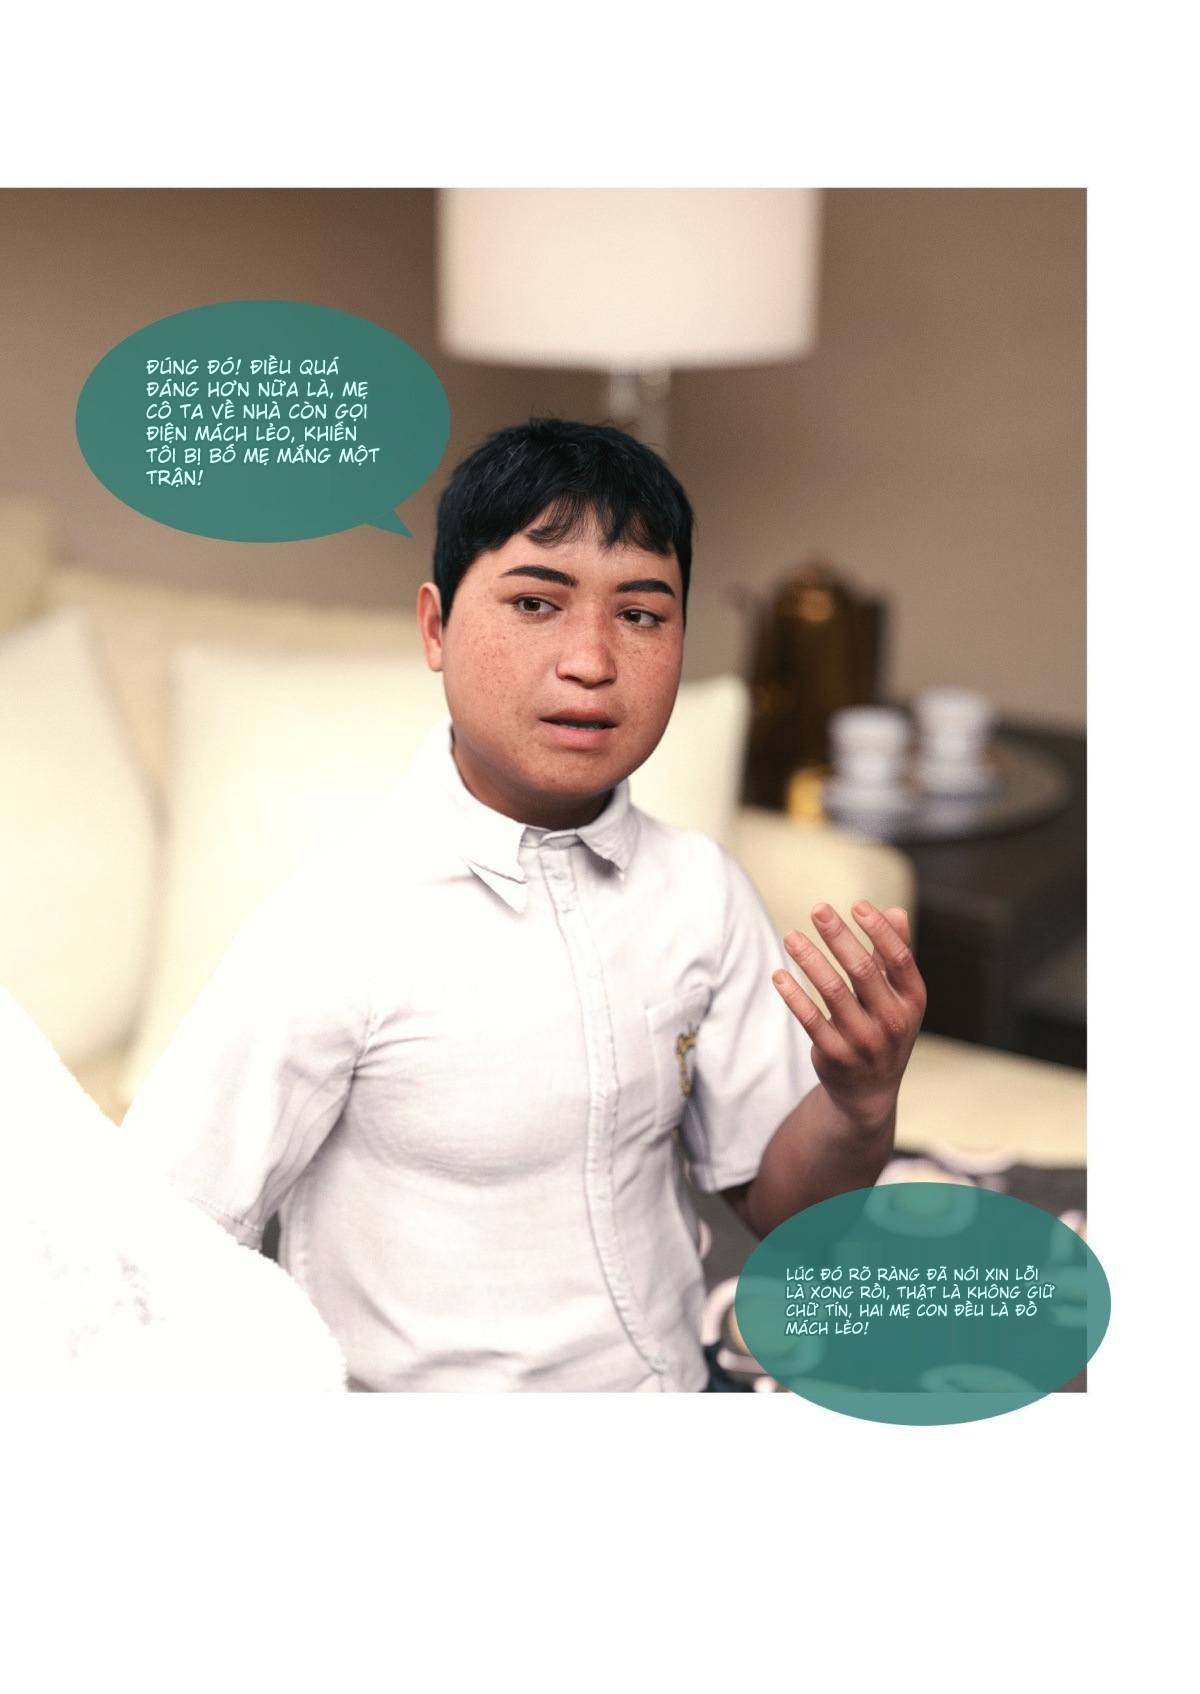 ĐÚNG ĐÓ! ĐIỀU QUÁ
ĐÁNG HƠN NỮA LÀ, MẸ
CÔ TA VỀ NHÀ CÒN GỌI
ĐIỆN MÁCH LẺO, KHIẾN
TÔI BỊ BỐ MẸ MẮNG MỘT
TRẬN!
LÚC ĐÓ RÕ RÀNG ĐÃ NÓI XIN LỖI
LÀ XONG RỒI, THẬT LÀ KHÔNG GIỮ
CHỮ TÍN, HAI MẸ CON ĐỀU LÀ ĐỒ
MÁCH LẺO!